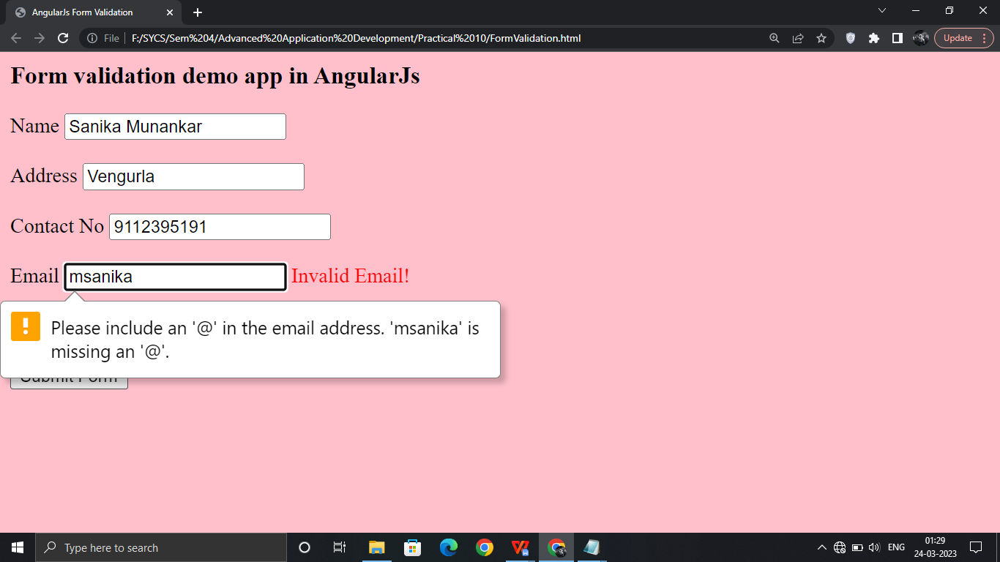 AngularJs Form Validation
File F:/SYCS/Sem%204/Advanced%20Application%20Development/Practical%2010/FormValidation.html
Update
Form validation demo app in AngularJs
Name Sanika Munankar
Address Vengurla
Contact No 9112395191
Email msanika Invalid Email!
Please include an '@' in the email address. 'msanika' is
missing an '@'.
Submit Form
Type here to search
ENG
01:29
24-03-2023